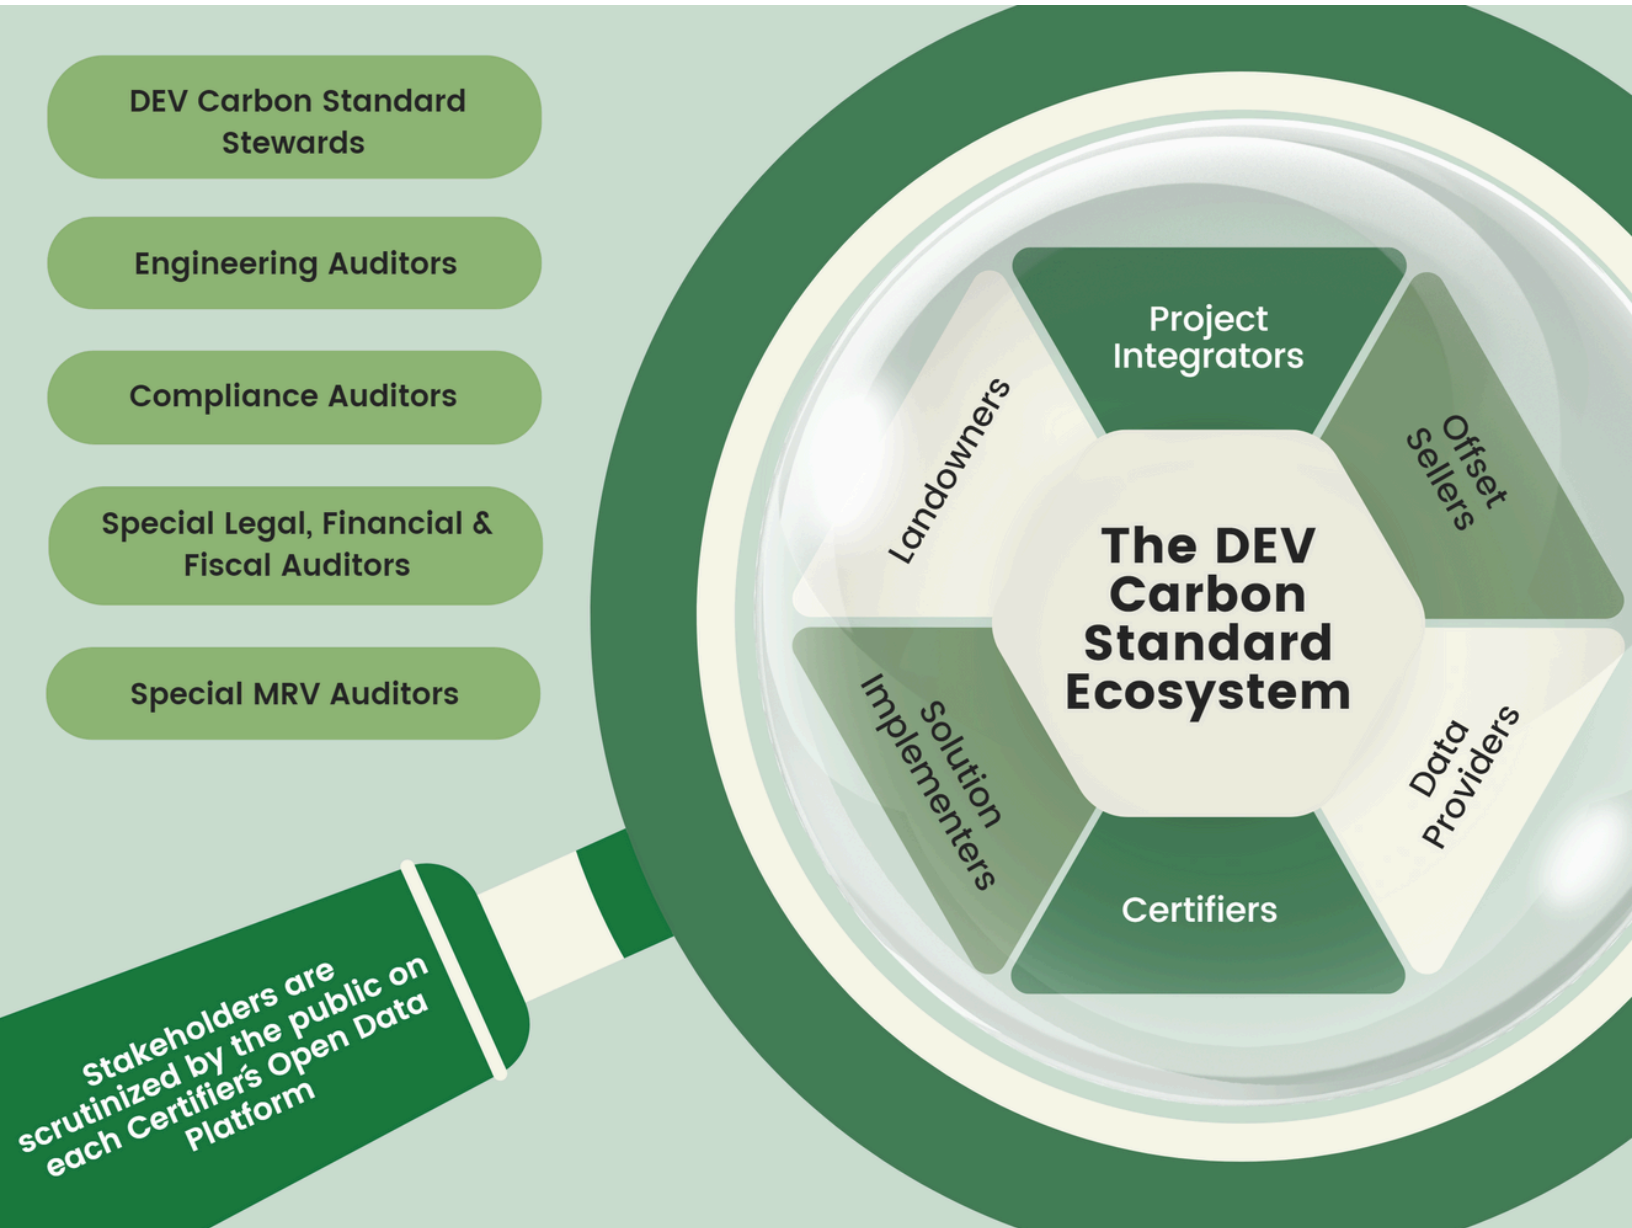 DEV Carbon Standard
Stewards
Engineering Auditors
Compliance Auditors
Special Legal, Financial &
Fiscal Auditors
Special MRV Auditors
Stakeholders are
scrutinized by the public on
each Certifier´s Open Data
Platform
Project
Integrators
Offset
Sellers
Data
Providers
Certifiers
Solution
Implementers
Landowners
The DEV
Carbon
Standard
Ecosystem